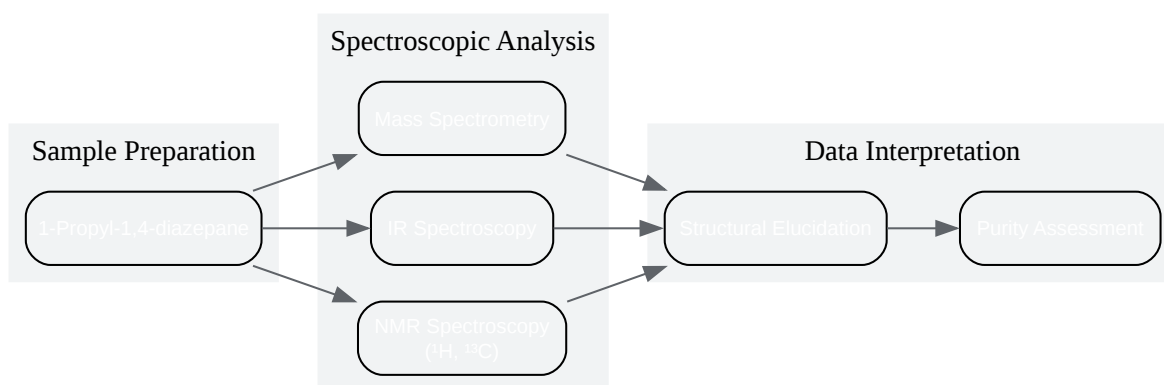 Sample Preparation
1-Propyl-1,4-diazepane
Spectroscopic Analysis
Mass Spectrometry
IR Spectroscopy
NMR Spectroscopy
(¹H, ¹³C)
Data Interpretation
Structural Elucidation
Purity Assessment